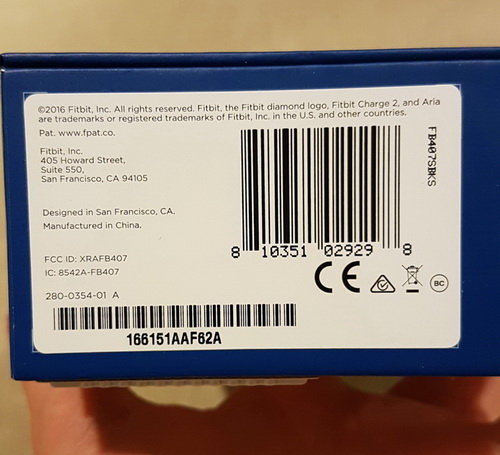 ©2016 Fitbit, Inc. All rights reserved. Fitbit, the Fitbit diamond logo, Fitbit Charge 2, and Aria
are trademarks or registered trademarks of Fitbit, Inc. in the U.S. and other countries.
Pat. www.fpat.co.
Fitbit, Inc.
405 Howard Street,
Suite 550,
San Francisco, CA 94105
Designed in San Francisco, CA.
Manufactured in China.
FCC ID: XRAFB407
IC: 8542A-FB407
280-0354-01 A
166151AAF62A
FB407SBKS
8 10351 02929 8
CE
BC